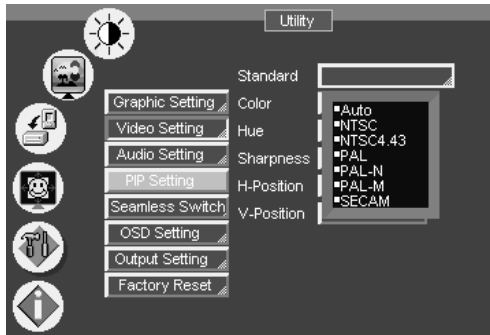 Utility
Standard
Graphic Setting
Color
Video Setting
Hue
Audio Setting
Sharpness
PIP Setting
H-Position
Seamless Switch
V-Position
OSD Setting
Output Setting
Factory Reset
▪Auto
▪NTSC
▪NTSC4.43
▪PAL
▪PAL-N
▪PAL-M
▪SECAM